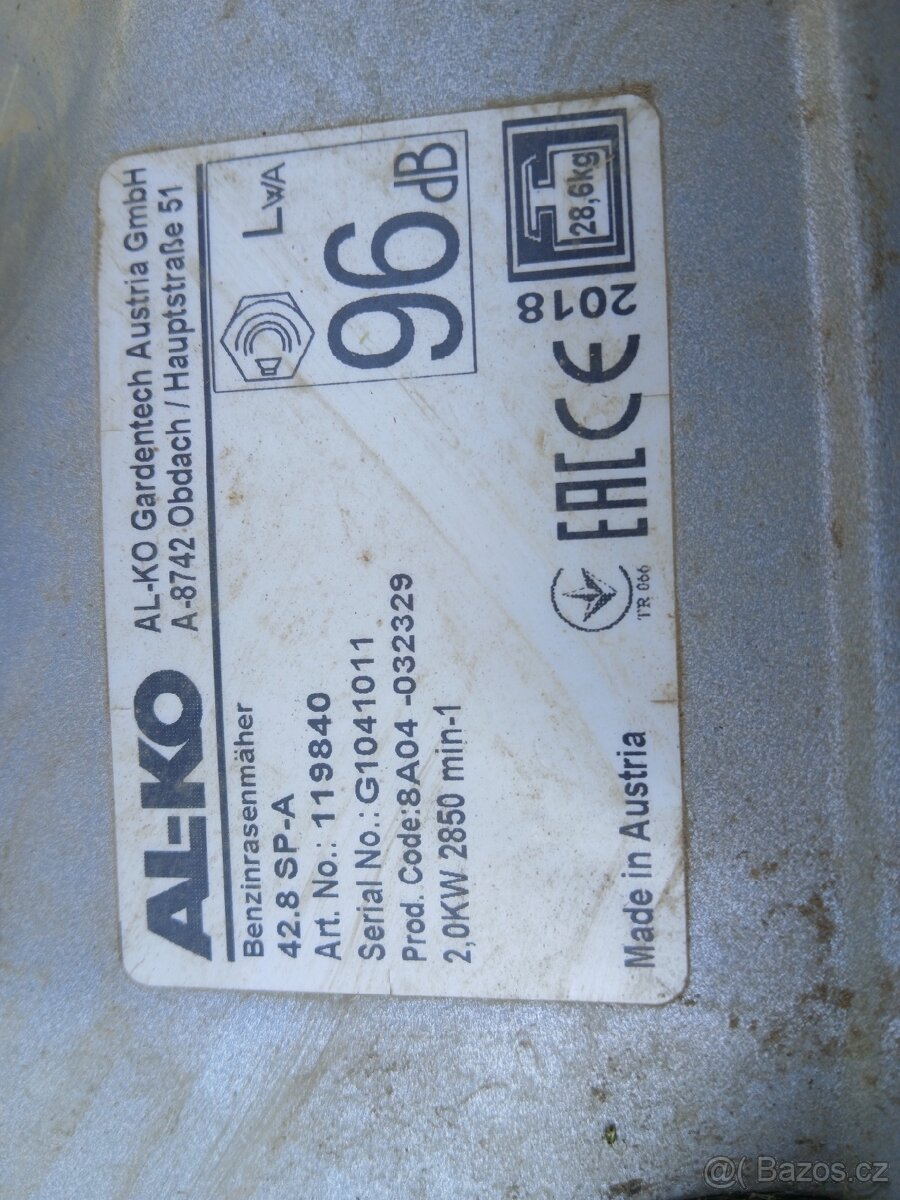 AL-KO
AL-KO Gardentech Austria GmbH
A-8742 Obdach / Hauptstraße 51
Benzinrasenmäher
42.8 SP-A
Art. No.: 119840
Serial No.: G1041011
Prod. Code:8A04 -032329
2,0KW 2850 min-1
LWA
96 dB
28,6kg
2018
EAC CE
TR 066
Made in Austria
@( Bazos.cz